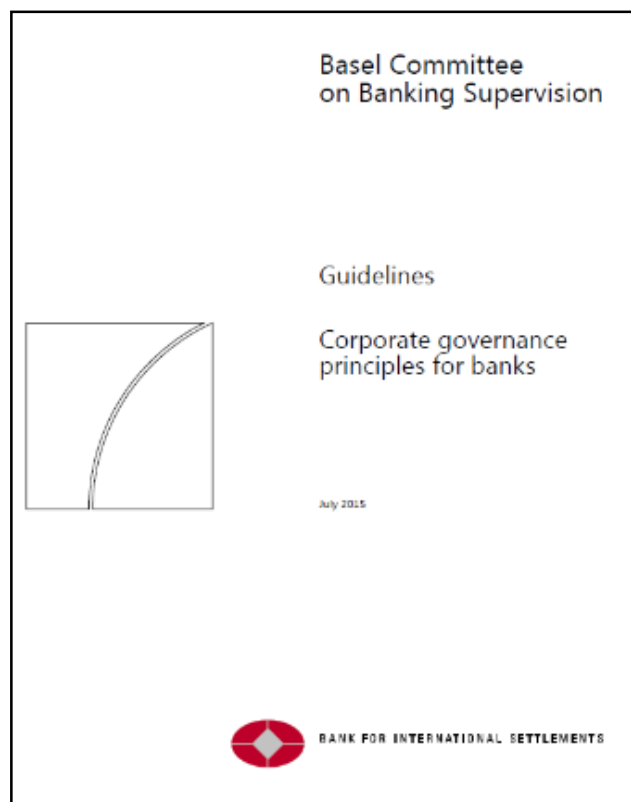 Basel Committee
on Banking Supervision
Guidelines
Corporate governance
principles for banks
July 2015
BANK FOR INTERNATIONAL SETTLEMENTS